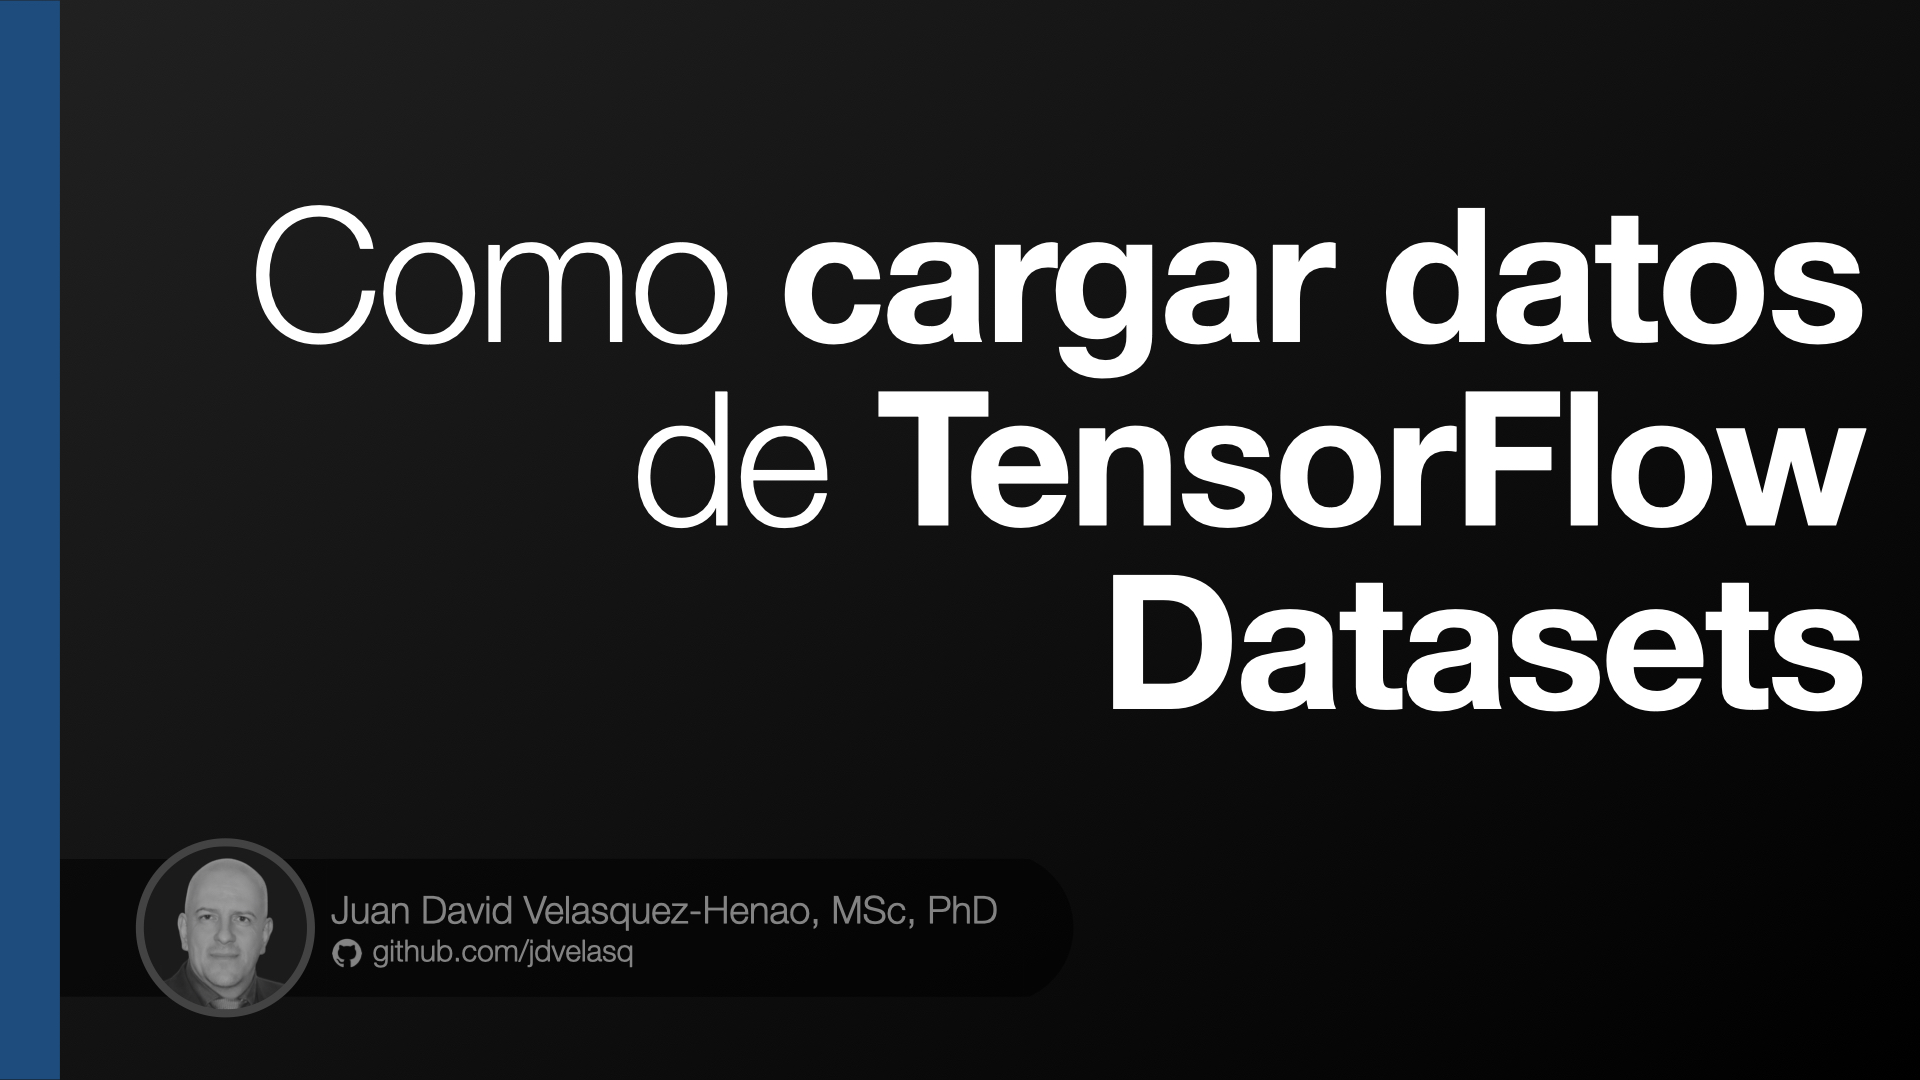 Como cargar datos
de TensorFlow
Datasets
Juan David Velasquez-Henao, MSc, PhD
github.com/jdvelasq